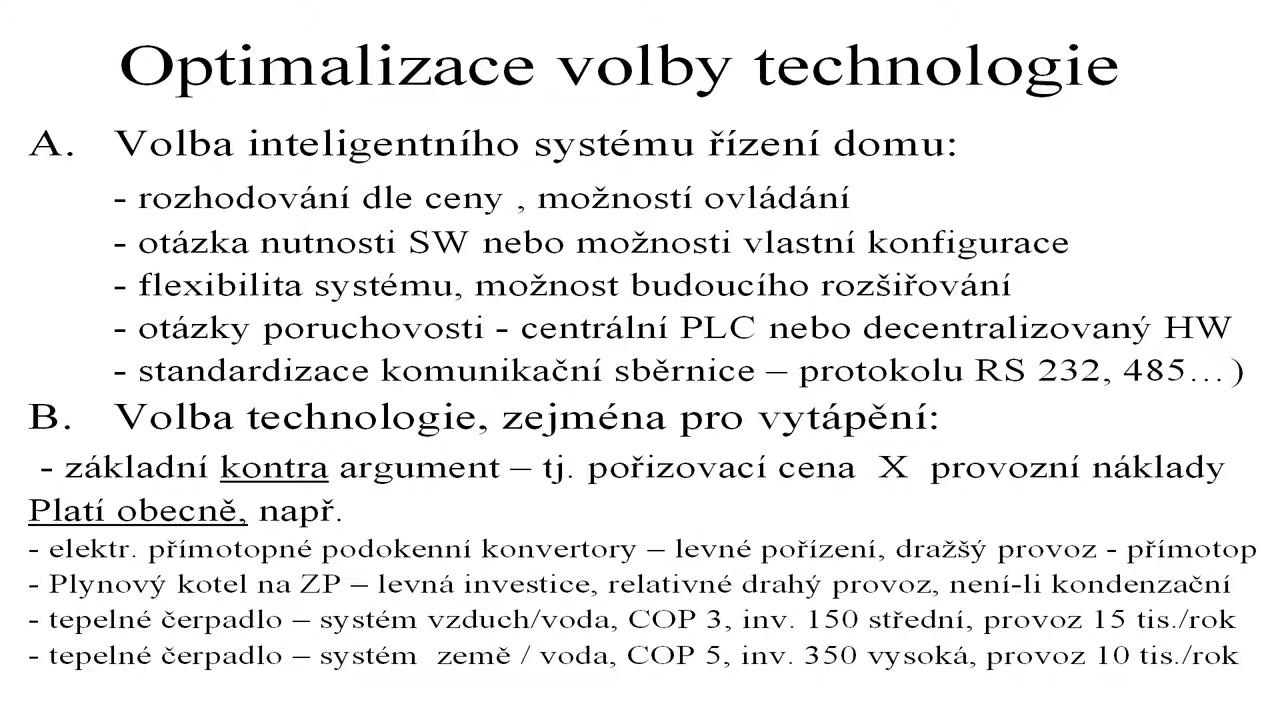 Optimalizace volby technologie
A. Volba inteligentního systému řízení domu:
- rozhodování dle ceny , možností ovládání
- otázka nutnosti SW nebo možnosti vlastní konfigurace
- flexibilita systému, možnost budoucího rozšiřování
- otázky poruchovosti - centrální PLC nebo decentralizovaný HW
- standardizace komunikační sběrnice – protokolu RS 232, 485… )
B. Volba technologie, zejména pro vytápění:
- základní kontra argument – tj. pořizovací cena X provozní náklady
Platí obecně, např.
- elektr. přímotopné podokenní konvertory – levné pořízení, dražšý provoz - přímotop
- Plynový kotel na ZP – levná investice, relativné drahý provoz, není-li kondenzační
- tepelné čerpadlo – systém vzduch/voda, COP 3, inv. 150 střední, provoz 15 tis./rok
- tepelné čerpadlo – systém země / voda, COP 5, inv. 350 vysoká, provoz 10 tis./rok